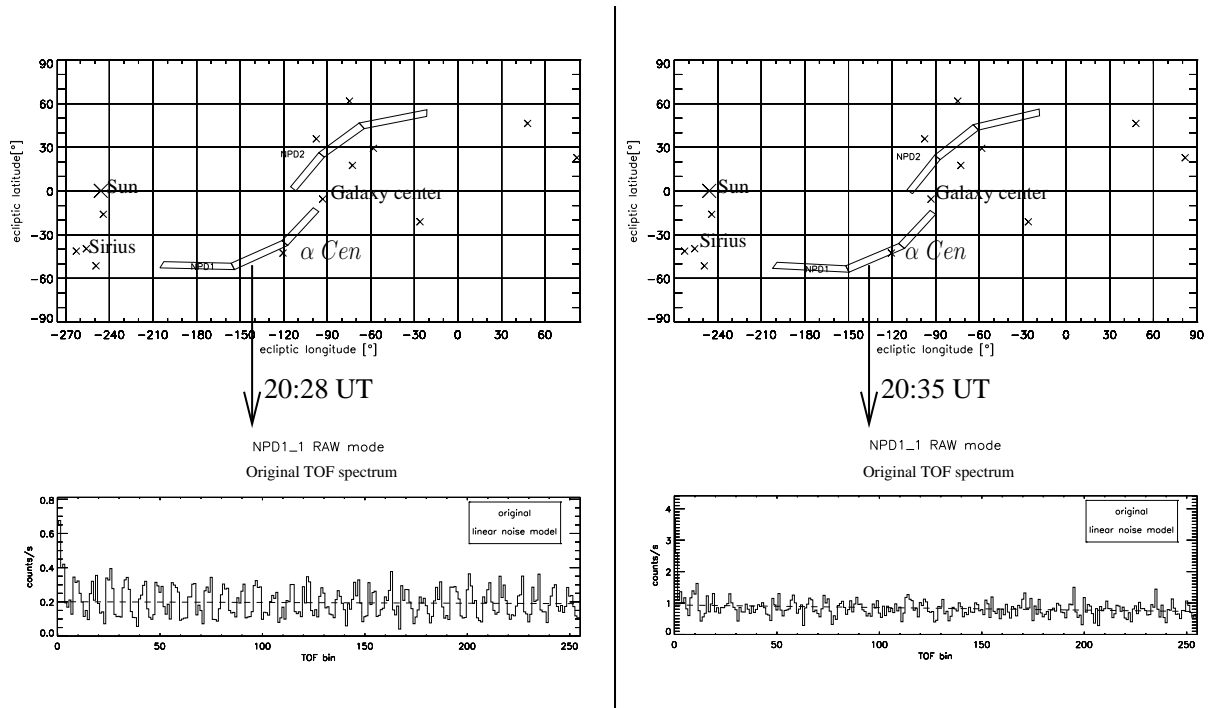 90
60
30
0
-30
-60
-90
ecliptic latitude[°]
NPD2
Sun
Galaxy center
Sirius
α Cen
NPD1
-270 -240 -210 -180 -150 -120 -90 -60 -30 0 30 60
ecliptic longitude [°]
20:28 UT
NPD1_1 RAW mode
Original TOF spectrum
0.8
0.6
0.4
0.2
0.0
counts/s
original
linear noise model
0 50 100 150 200 250
TOF bin
90
60
30
0
-30
-60
-90
ecliptic latitude[°]
NPD2
Sun
Galaxy center
Sirius
α Cen
NPD1
-240 -210 -180 -150 -120 -90 -60 -30 0 30 60 90
ecliptic longitude [°]
20:35 UT
NPD1_1 RAW mode
Original TOF spectrum
4
3
2
1
0
counts/s
original
linear noise model
0 50 100 150 200 250
TOF bin